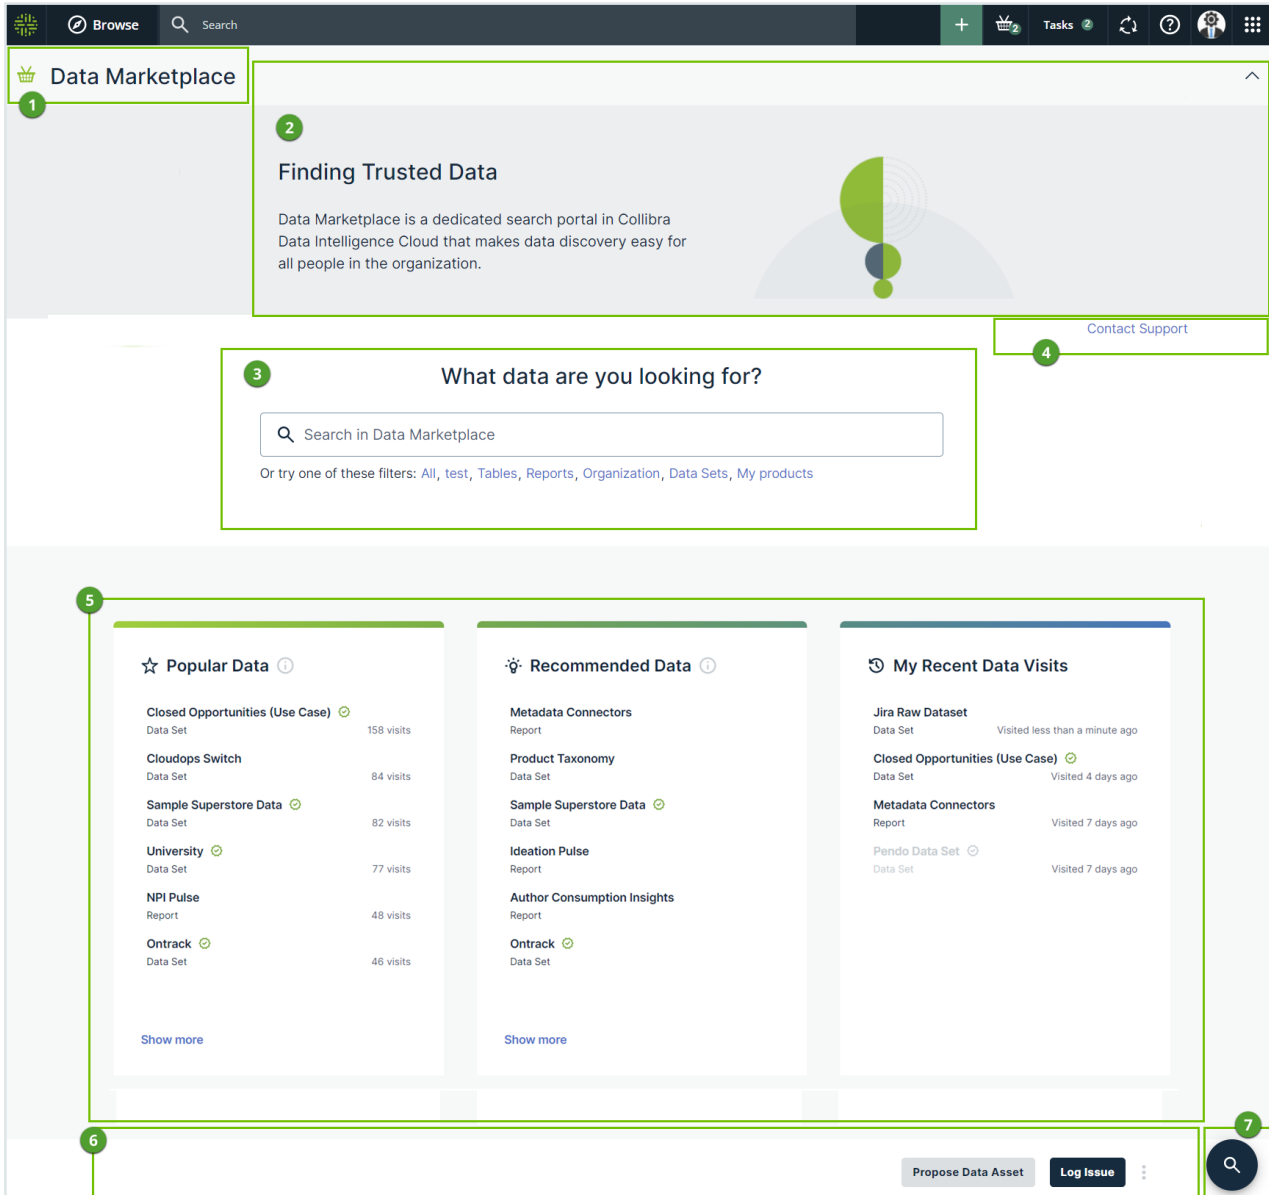 Browse Search + 2 Tasks 2
Data Marketplace
1
2
Finding Trusted Data
Data Marketplace is a dedicated search portal in Collibra
Data Intelligence Cloud that makes data discovery easy for
all people in the organization.
Contact Support
4
3
What data are you looking for?
Search in Data Marketplace
Or try one of these filters: All, test, Tables, Reports, Organization, Data Sets, My products
5
Popular Data
Closed Opportunities (Use Case)
Data Set 158 visits
Cloudops Switch
Data Set 84 visits
Sample Superstore Data
Data Set 82 visits
University
Data Set 77 visits
NPI Pulse
Report 48 visits
Ontrack
Data Set 46 visits
Show more
Recommended Data
Metadata Connectors
Report
Product Taxonomy
Data Set
Sample Superstore Data
Data Set
Ideation Pulse
Report
Author Consumption Insights
Report
Ontrack
Data Set
Show more
My Recent Data Visits
Jira Raw Dataset
Data Set Visited less than a minute ago
Closed Opportunities (Use Case)
Data Set Visited 4 days ago
Metadata Connectors
Report Visited 7 days ago
Pendo Data Set
Data Set Visited 7 days ago
6
7
Propose Data Asset Log Issue